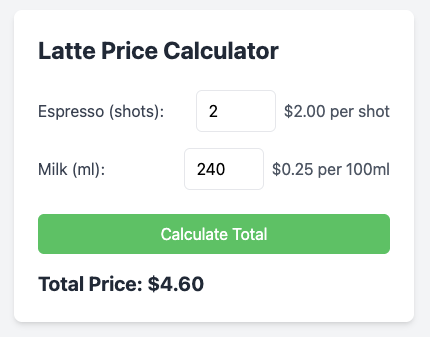 Latte Price Calculator
Espresso (shots): 2 $2.00 per shot
Milk (ml): 240 $0.25 per 100ml
Calculate Total
Total Price: $4.60